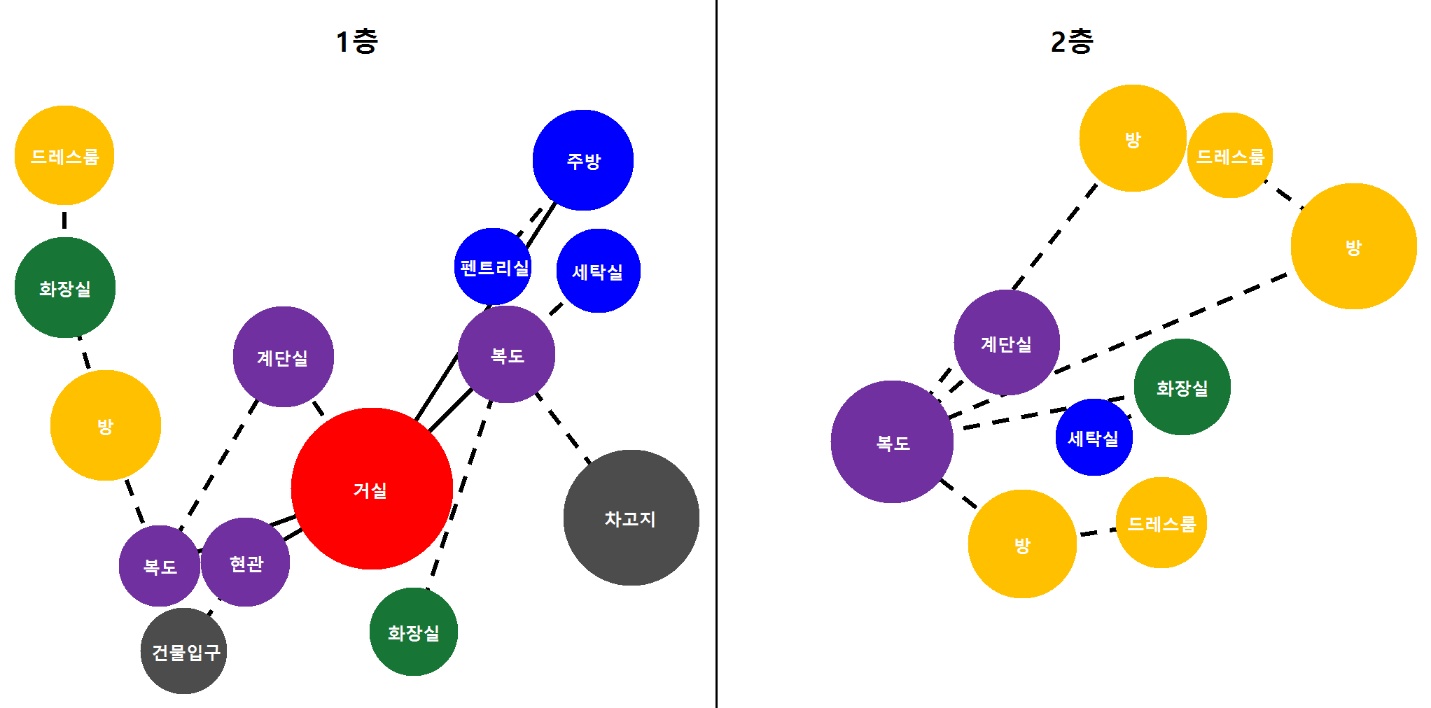 1층
드레스룸
주방
화장실
펜트리실
세탁실
계단실
복도
방
거실
차고지
복도
현관
화장실
건물입구
2층
방
드레스룸
방
계단실
화장실
복도
세탁실
방
드레스룸